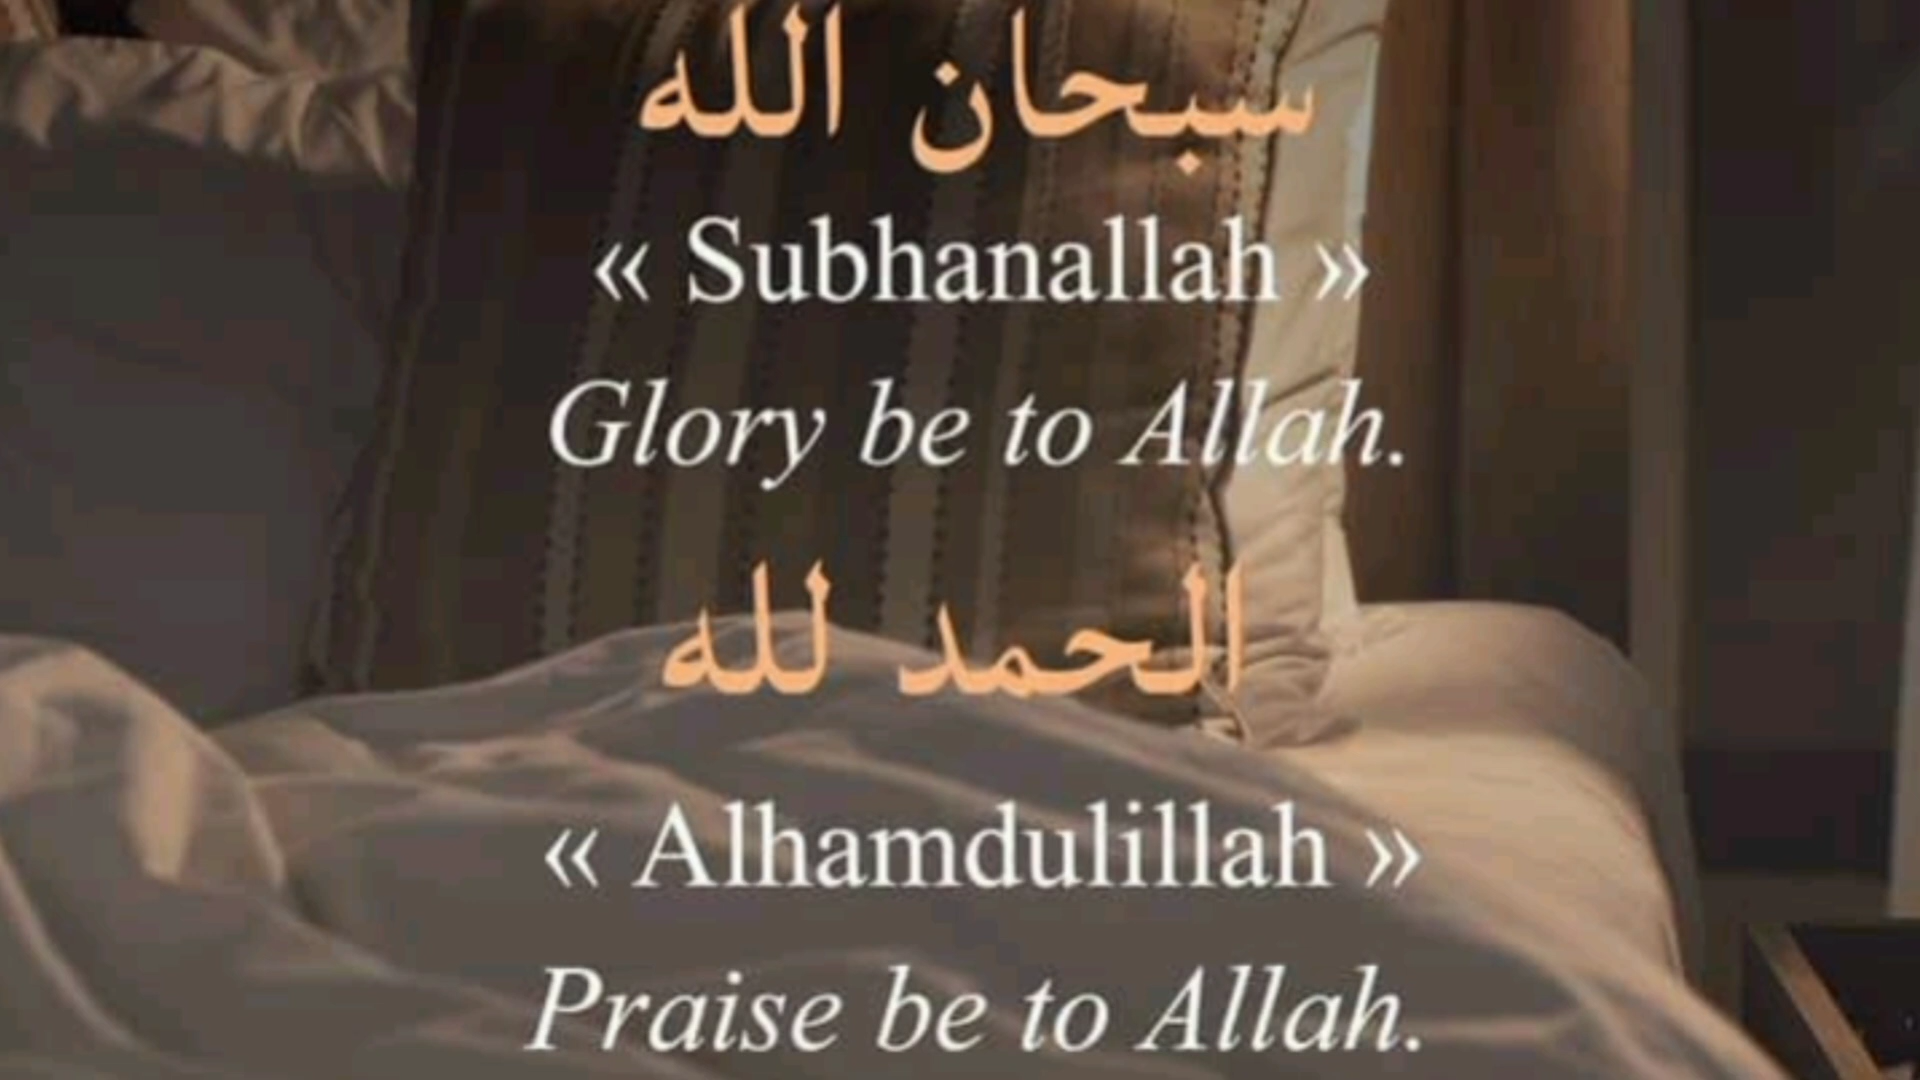 سبحان الله
« Subhanallah »
Glory be to Allah.
الحمد لله
« Alhamdulillah »
Praise be to Allah.